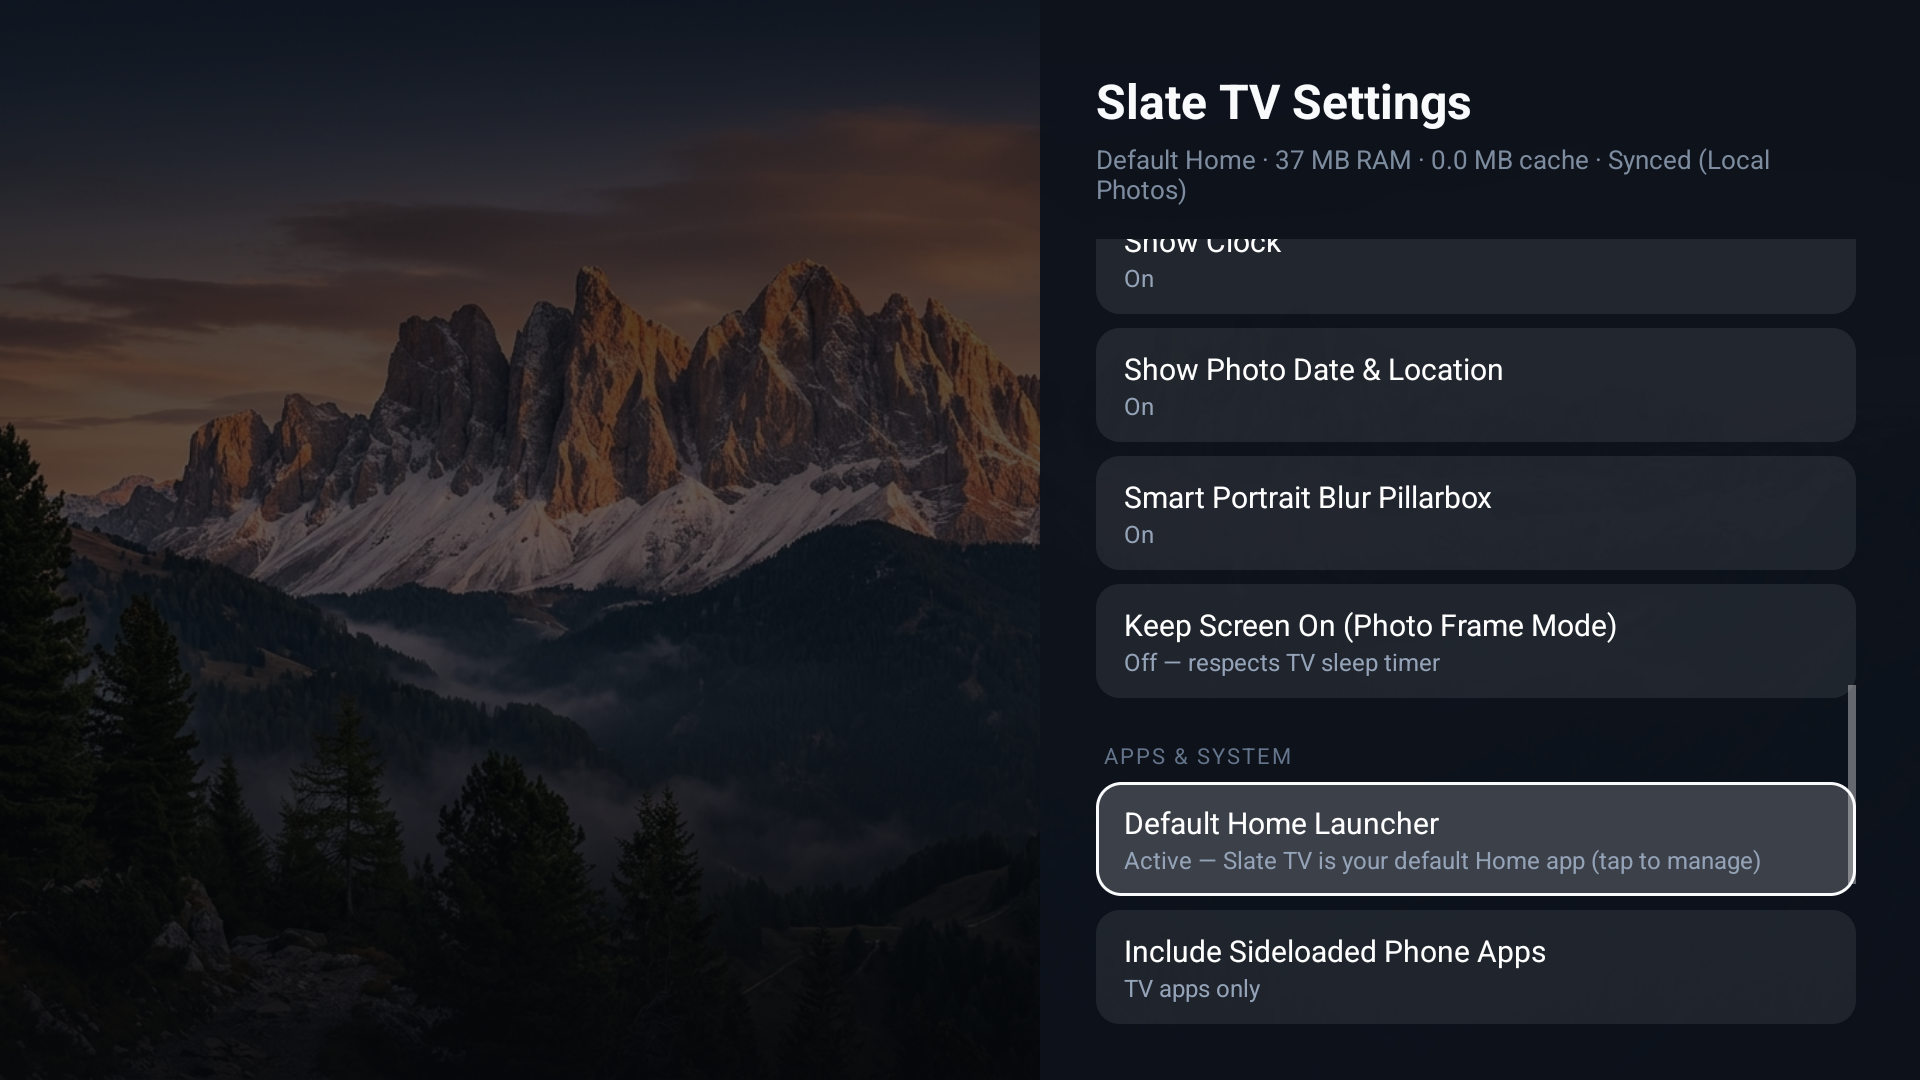 Slate TV Settings
Default Home · 37 MB RAM · 0.0 MB cache · Synced (Local
Photos)
Show Clock
On
Show Photo Date & Location
On
Smart Portrait Blur Pillarbox
On
Keep Screen On (Photo Frame Mode)
Off — respects TV sleep timer
APPS & SYSTEM
Default Home Launcher
Active — Slate TV is your default Home app (tap to manage)
Include Sideloaded Phone Apps
TV apps only